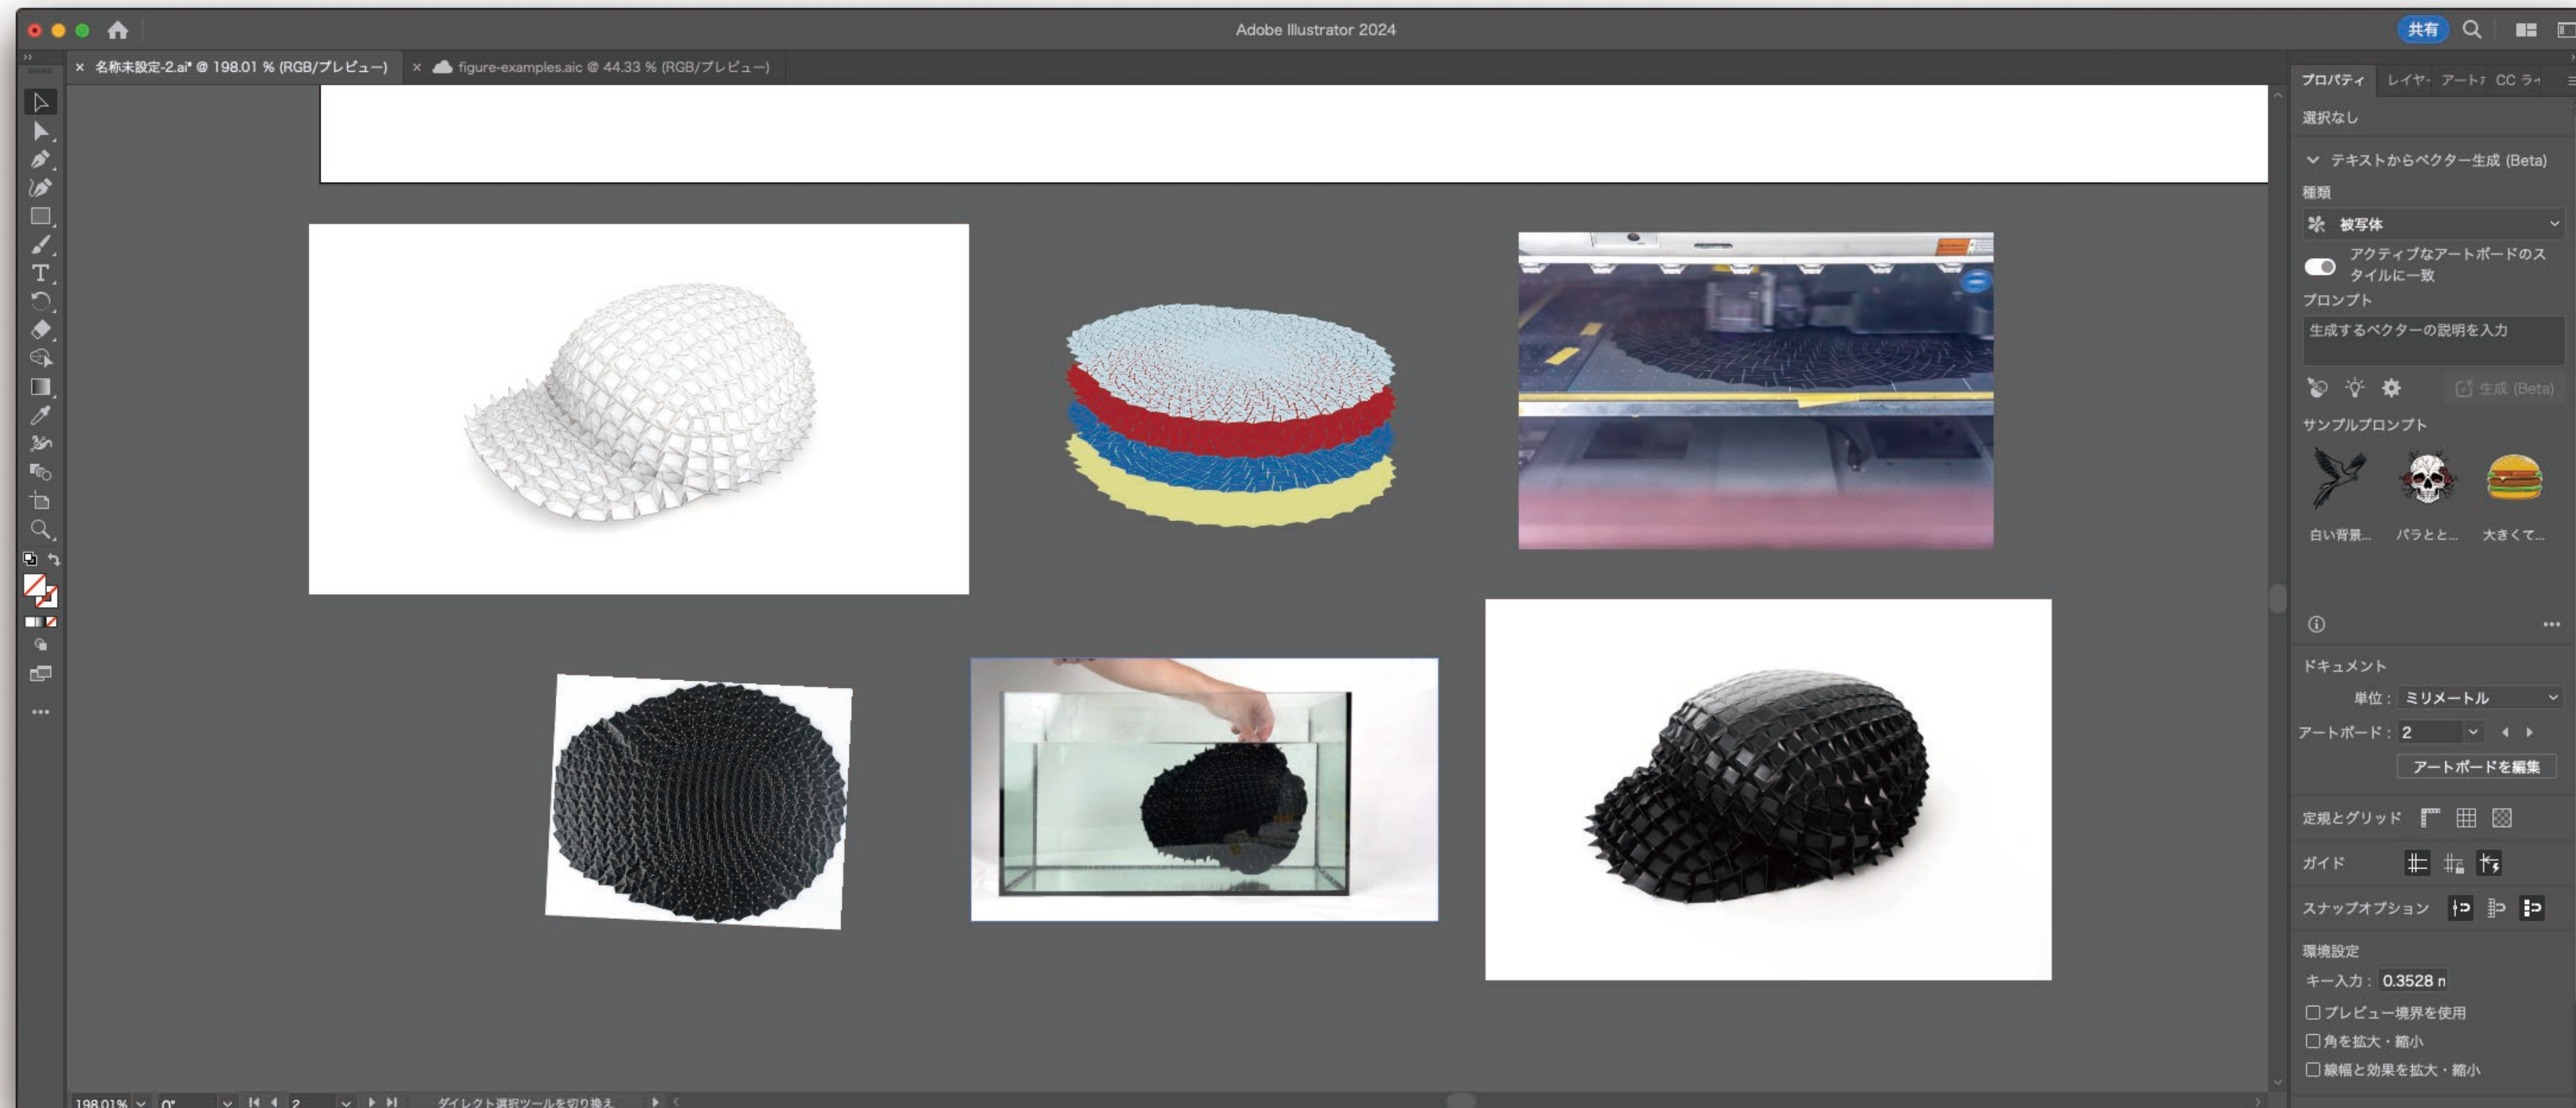 Adobe Illustrator 2024
共有
× 名称未設定-2.ai* @ 198.01 % (RGB/プレビュー)
× figure-examples.aic @ 44.33 % (RGB/プレビュー)
プロパティ レイヤー アートボ CC ライ
選択なし
テキストからベクター生成 (Beta)
種類
被写体
アクティブなアートボードのス
タイルに一致
プロンプト
生成するベクターの説明を入力
生成 (Beta)
サンプルプロンプト
白い背景... バラとと... 大きくて...
ドキュメント
単位 : ミリメートル
アートボード : 2
アートボードを編集
定規とグリッド
ガイド
スナップオプション
環境設定
キー入力 : 0.3528 n
プレビュー境界を使用
角を拡大・縮小
線幅と効果を拡大・縮小
198.01% 0° 2 ダイレクト選択ツールを切り換え